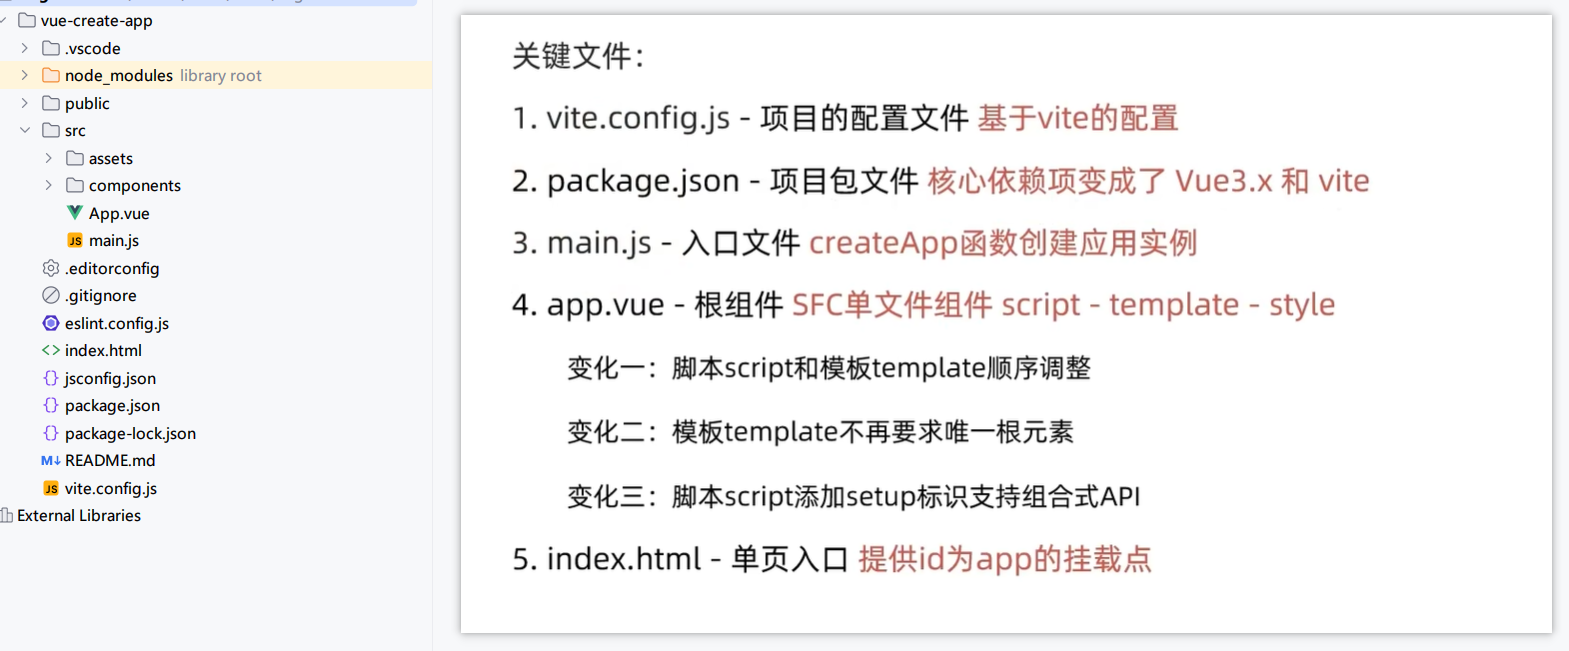 vue-create-app
.vscode
node_modules library root
public
src
assets
components
App.vue
JS main.js
.editorconfig
.gitignore
eslint.config.js
<> index.html
{} jsconfig.json
{} package.json
{} package-lock.json
M↓ README.md
JS vite.config.js
External Libraries
关键文件：
1. vite.config.js - 项目的配置文件 基于vite的配置
2. package.json - 项目包文件 核心依赖项变成了 Vue3.x 和 vite
3. main.js - 入口文件 createApp函数创建应用实例
4. app.vue - 根组件 SFC单文件组件 script - template - style
变化一：脚本script和模板template顺序调整
变化二：模板template不再要求唯一根元素
变化三：脚本script添加setup标识支持组合式API
5. index.html - 单页入口 提供id为app的挂载点